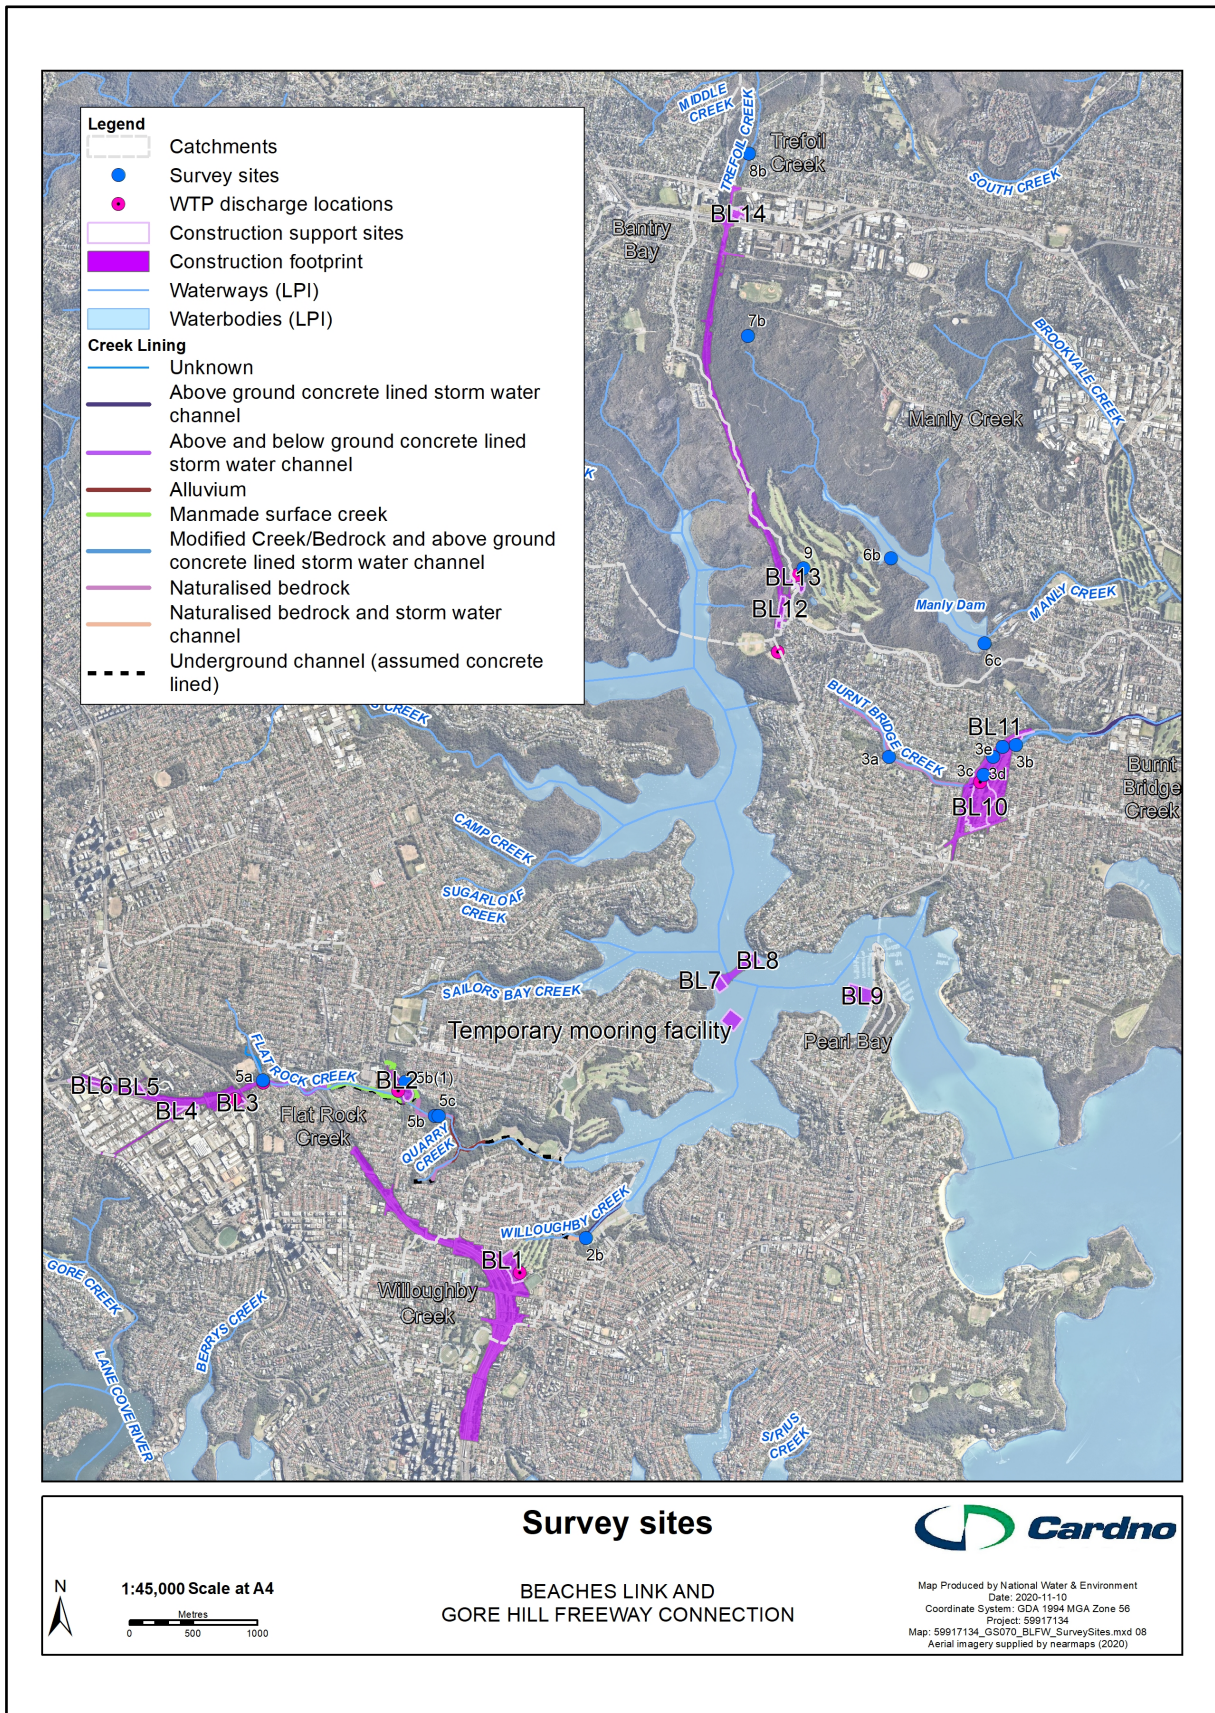 Legend
Catchments
Survey sites
WTP discharge locations
Construction support sites
Construction footprint
Waterways (LPI)
Waterbodies (LPI)
Creek Lining
Unknown
Above ground concrete lined storm water
channel
Above and below ground concrete lined
storm water channel
Alluvium
Manmade surface creek
Modified Creek/Bedrock and above ground
concrete lined storm water channel
Naturalised bedrock
Naturalised bedrock and storm water
channel
Underground channel (assumed concrete
lined)
MIDDLE
CREEK
TREFOIL CREEK
Trefoil
Creek
8b
SOUTH CREEK
BL14
Bantry
Bay
7b
BROOKVALE CREEK
Manly Creek
K
9
6b
BL13
BL12
Manly Dam
MANLY CREEK
6c
BURNT BRIDGE CREEK
S CREEK
BL11
3e
3b
3a
3c
3d
Burnt
Bridge
Creek
BL10
CAMP CREEK
SUGARLOAF
CREEK
BL8
BL7
SAILORS BAY CREEK
BL9
Temporary mooring facility
Pearl Bay
FLAT ROCK CREEK
5a
BL6
BL5
BL4
BL3
BL2
5b(1)
5c
5b
Flat Rock
Creek
QUARRY
CREEK
WILLOUGHBY CREEK
2b
BL1
Willoughby
Creek
GORE CREEK
BERRYS CREEK
LANE COVE RIVER
SIRIUS
CREEK
Survey sites
Cardno
N
1:45,000 Scale at A4
Metres
0 500 1000
BEACHES LINK AND
GORE HILL FREEWAY CONNECTION
Map Produced by National Water & Environment
Date: 2020-11-10
Coordinate System: GDA 1994 MGA Zone 56
Project: 59917134
Map: 59917134_GS070_BLFW_SurveySites.mxd 08
Aerial imagery supplied by nearmaps (2020)